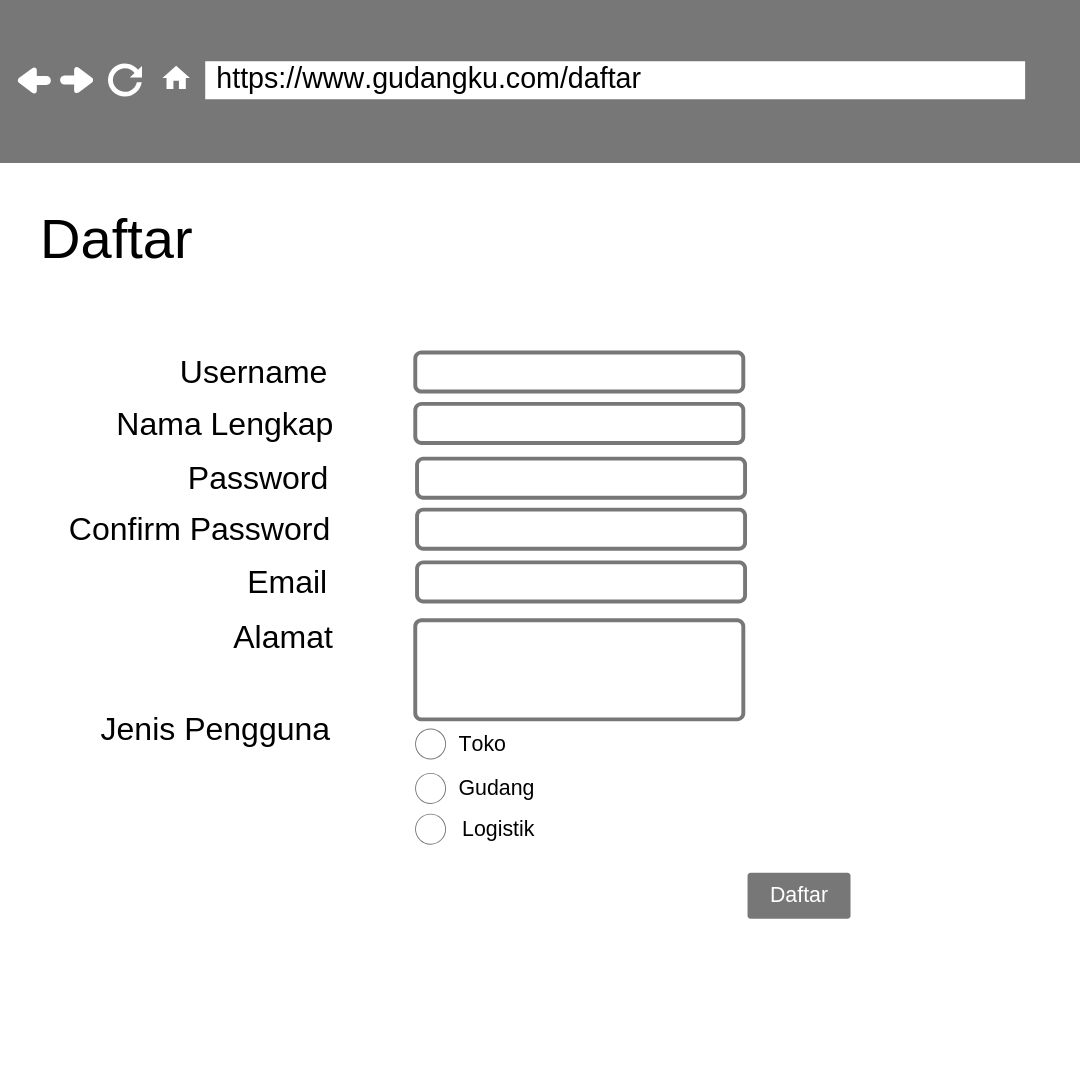 https://www.gudangku.com/daftar
Daftar
Username
Nama Lengkap
Password
Confirm Password
Email
Alamat
Jenis Pengguna
Toko
Gudang
Logistik
Daftar